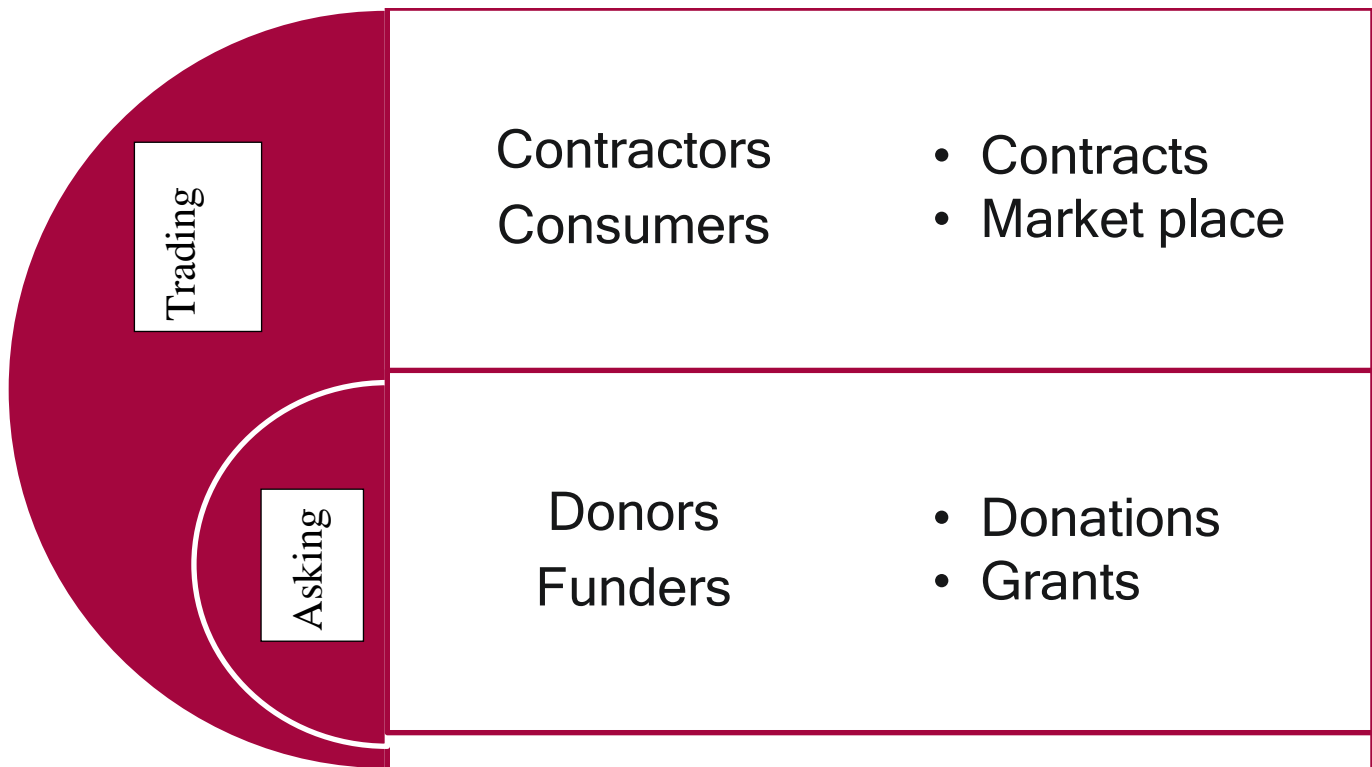 Trading
Contractors
Consumers
• Contracts
• Market place
Asking
Donors
Funders
• Donations
• Grants